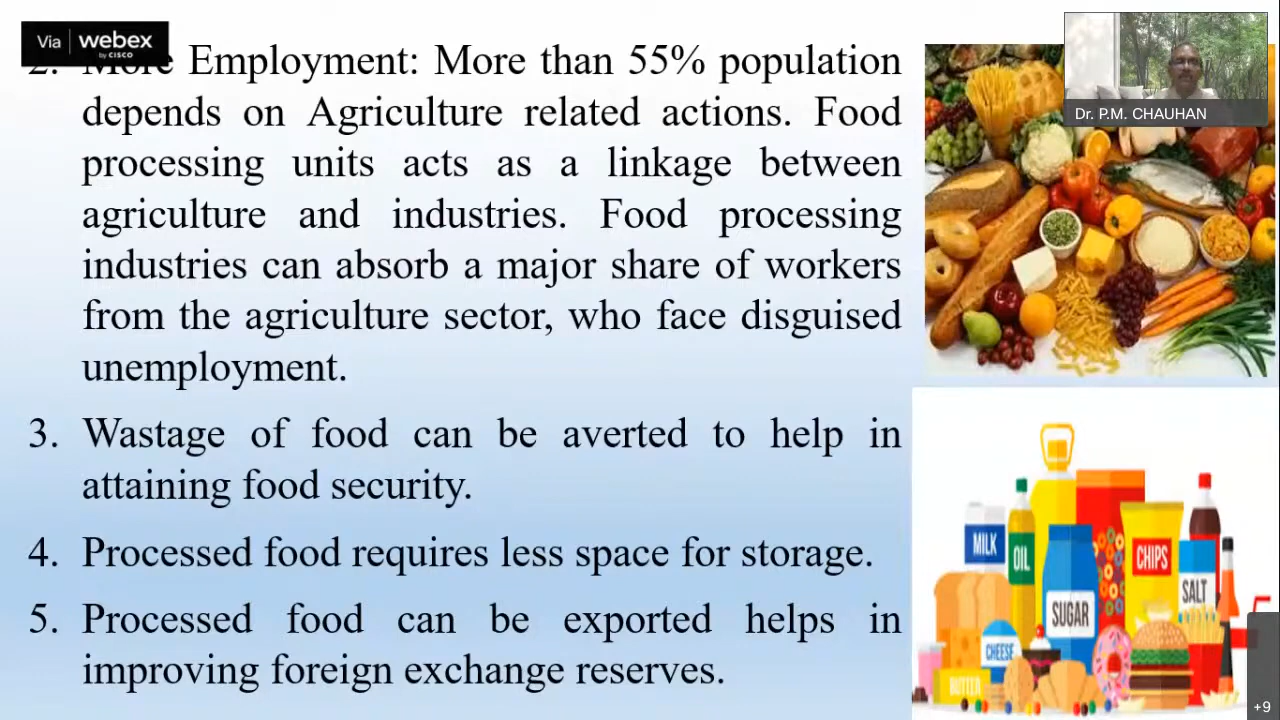 Via webex
by CISCO
2. More Employment: More than 55% population
depends on Agriculture related actions. Food
processing units acts as a linkage between
agriculture and industries. Food processing
industries can absorb a major share of workers
from the agriculture sector, who face disguised
unemployment.
3. Wastage of food can be averted to help in
attaining food security.
4. Processed food requires less space for storage.
5. Processed food can be exported helps in
improving foreign exchange reserves.
Dr. P.M. CHAUHAN
MILK
OIL
CHIPS
SALT
SUGAR
CHEESE
BUTTER
+9